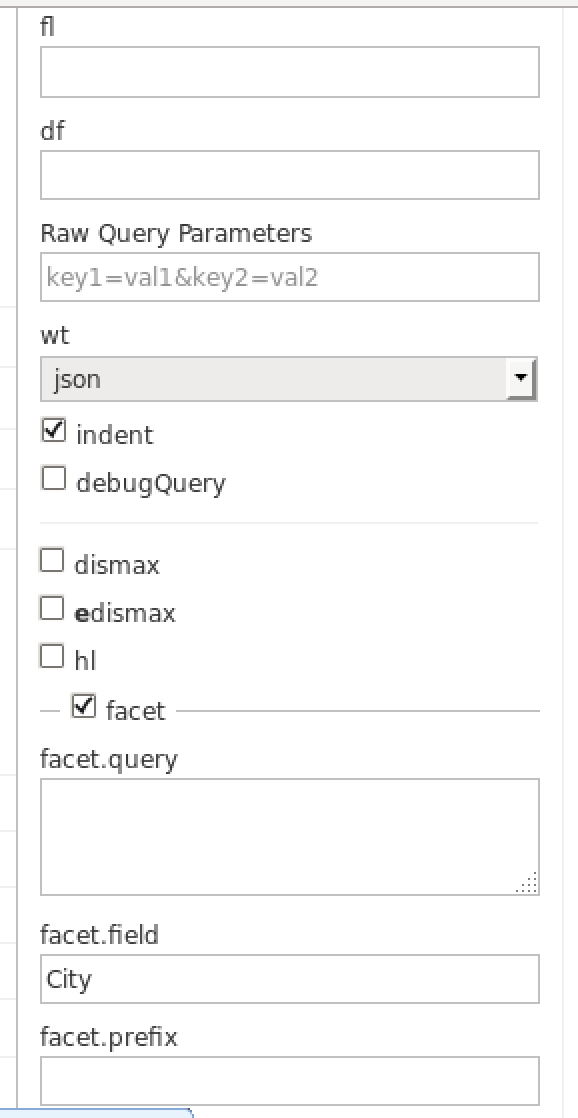 fl
df
Raw Query Parameters
key1=val1&key2=val2
wt
json
indent
debugQuery
dismax
edismax
hl
facet
facet.query
facet.field
City
facet.prefix